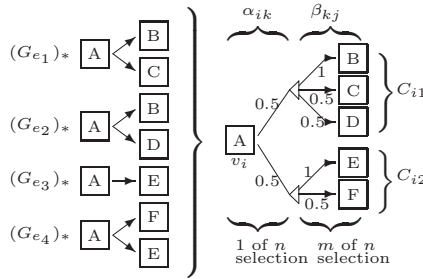 α_{ik} β_{kj}
(G_{e_1})_* A B C
(G_{e_2})_* A B D
(G_{e_3})_* A E
(G_{e_4})_* A F E
A
v_i
0.5
0.5
1
0.5
0.5
1
0.5
B
C
D
E
F
C_{i1}
C_{i2}
1 of n
selection
m of n
selection